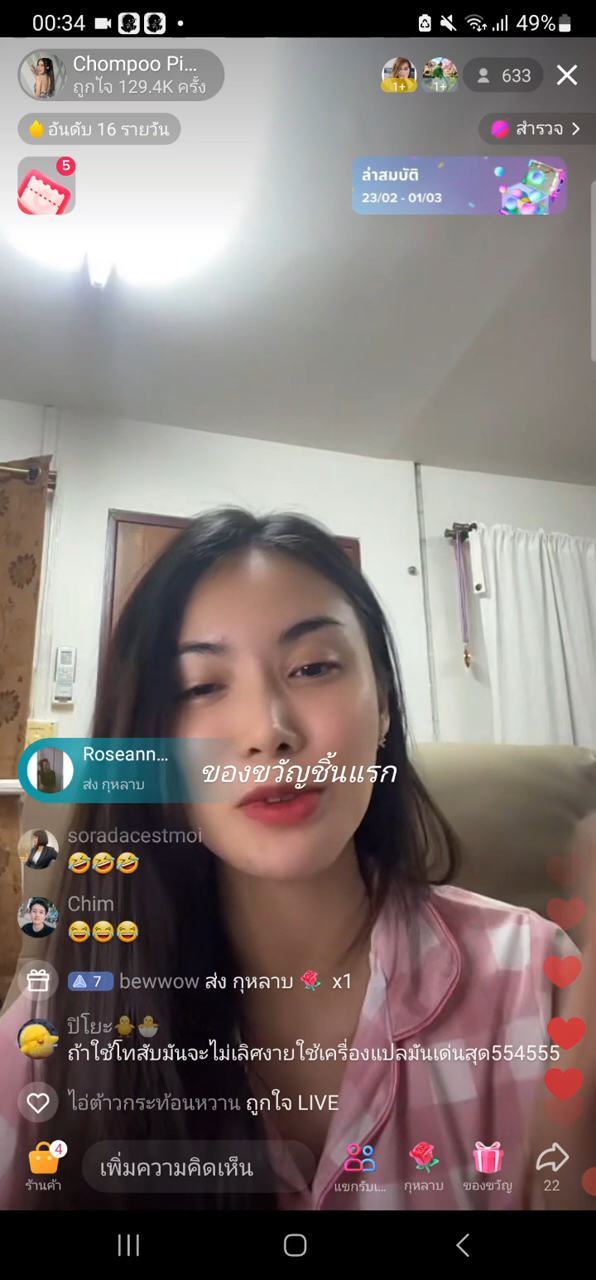 00:34
49%
Chompoo Pi...
ถูกใจ 129.4K ครั้ง
1+
1+
633
อันดับ 16 รายวัน
สำรวจ
5
ล่าสมบัติ
23/02 - 01/03
Roseann...
ส่ง กุหลาบ
ของขวัญชิ้นแรก
soradacestmoi
🤣🤣🤣
Chim
😂😂😂
7 bewwow ส่ง กุหลาบ 🌹 x1
ปิโยะ🐥🐣
ถ้าใช้โทสับมันจะไม่เลิศงายใช้เครื่องแปลมันเด่นสุด554555
ไอ่ต้าวกระท้อนหวาน ถูกใจ LIVE
4
ร้านค้า
เพิ่มความคิดเห็น
แขกรับเ...
กุหลาบ
ของขวัญ
22